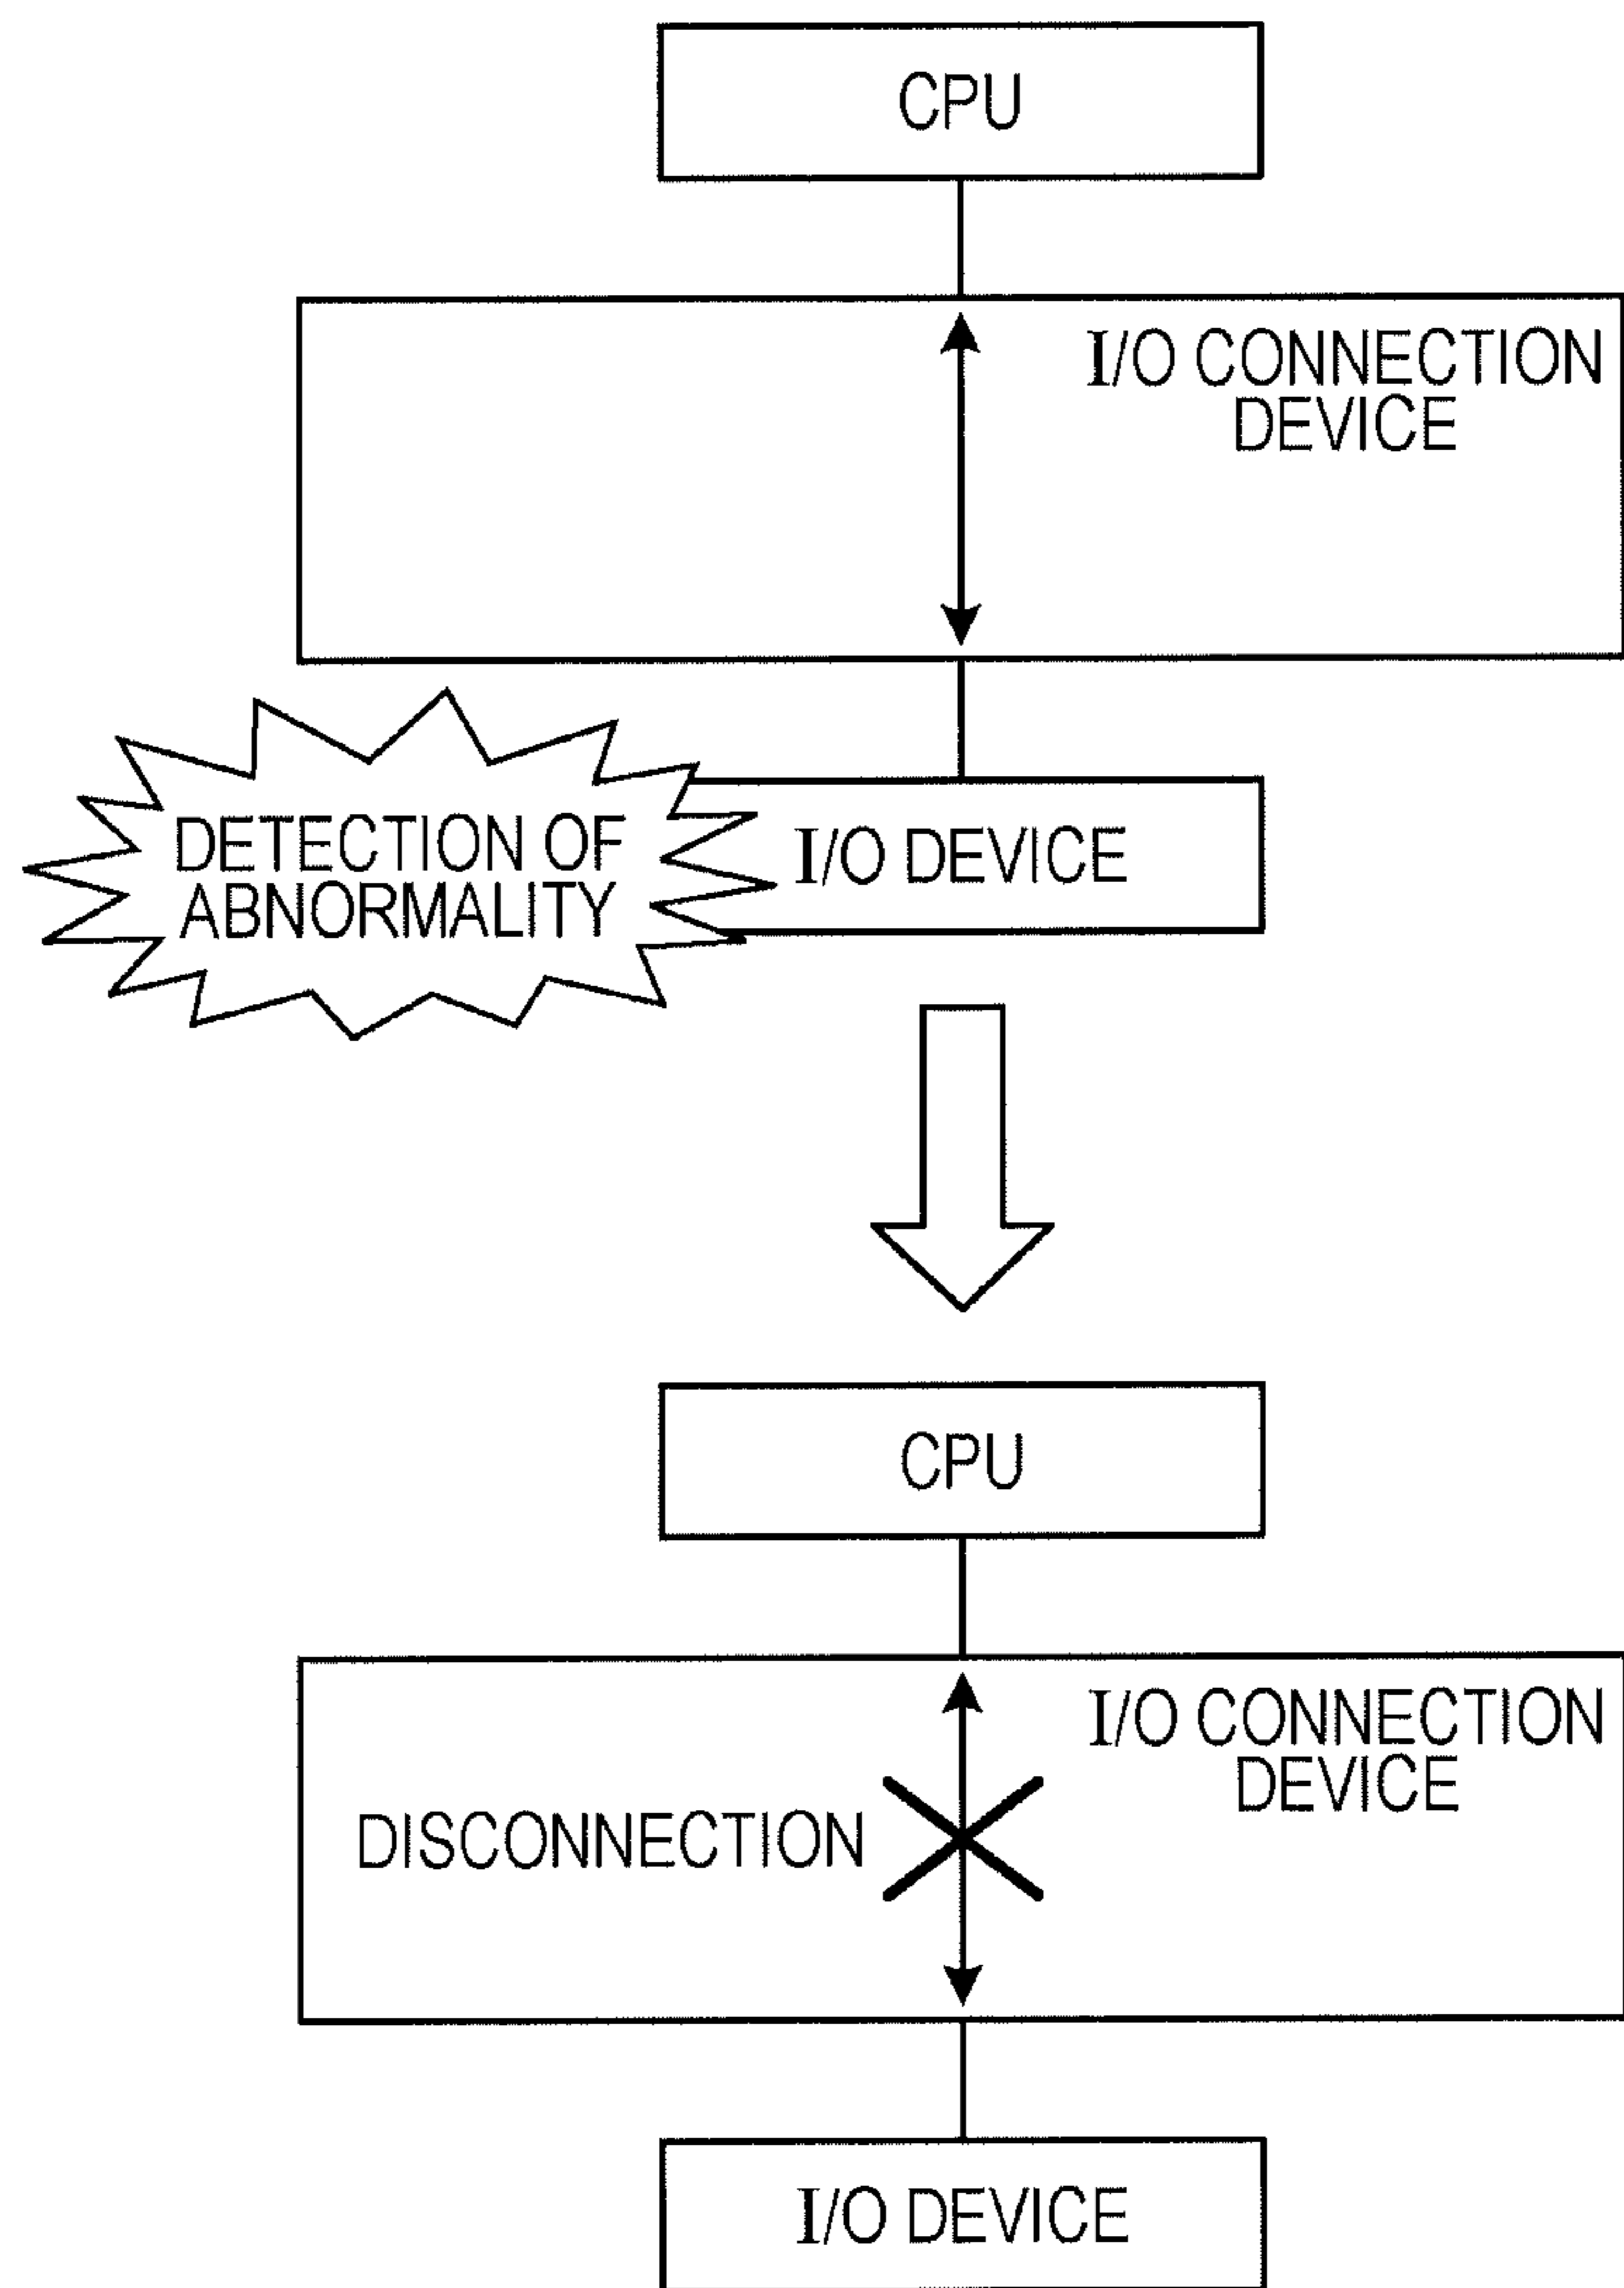 CPU
I/O CONNECTION
DEVICE
DETECTION OF
ABNORMALITY
I/O DEVICE
CPU
I/O CONNECTION
DEVICE
DISCONNECTION
I/O DEVICE